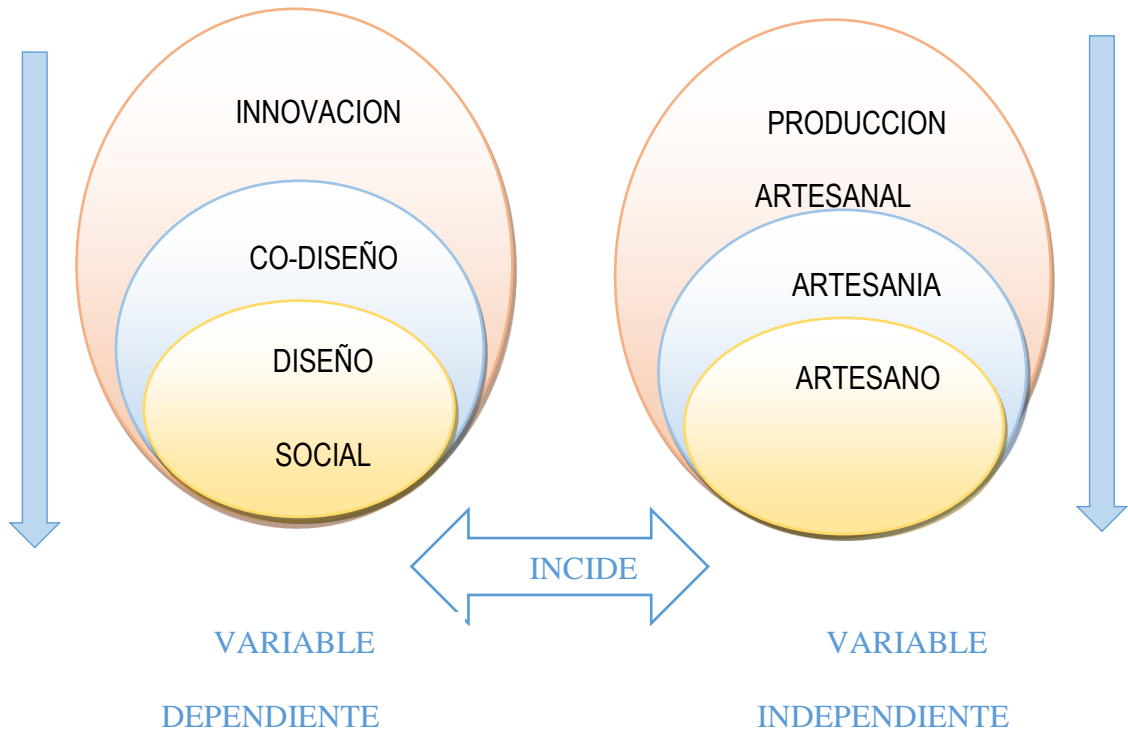 INNOVACION
CO-DISEÑO
DISEÑO
SOCIAL
PRODUCCION
ARTESANAL
ARTESANIA
ARTESANO
INCIDE
VARIABLE
DEPENDIENTE
VARIABLE
INDEPENDIENTE